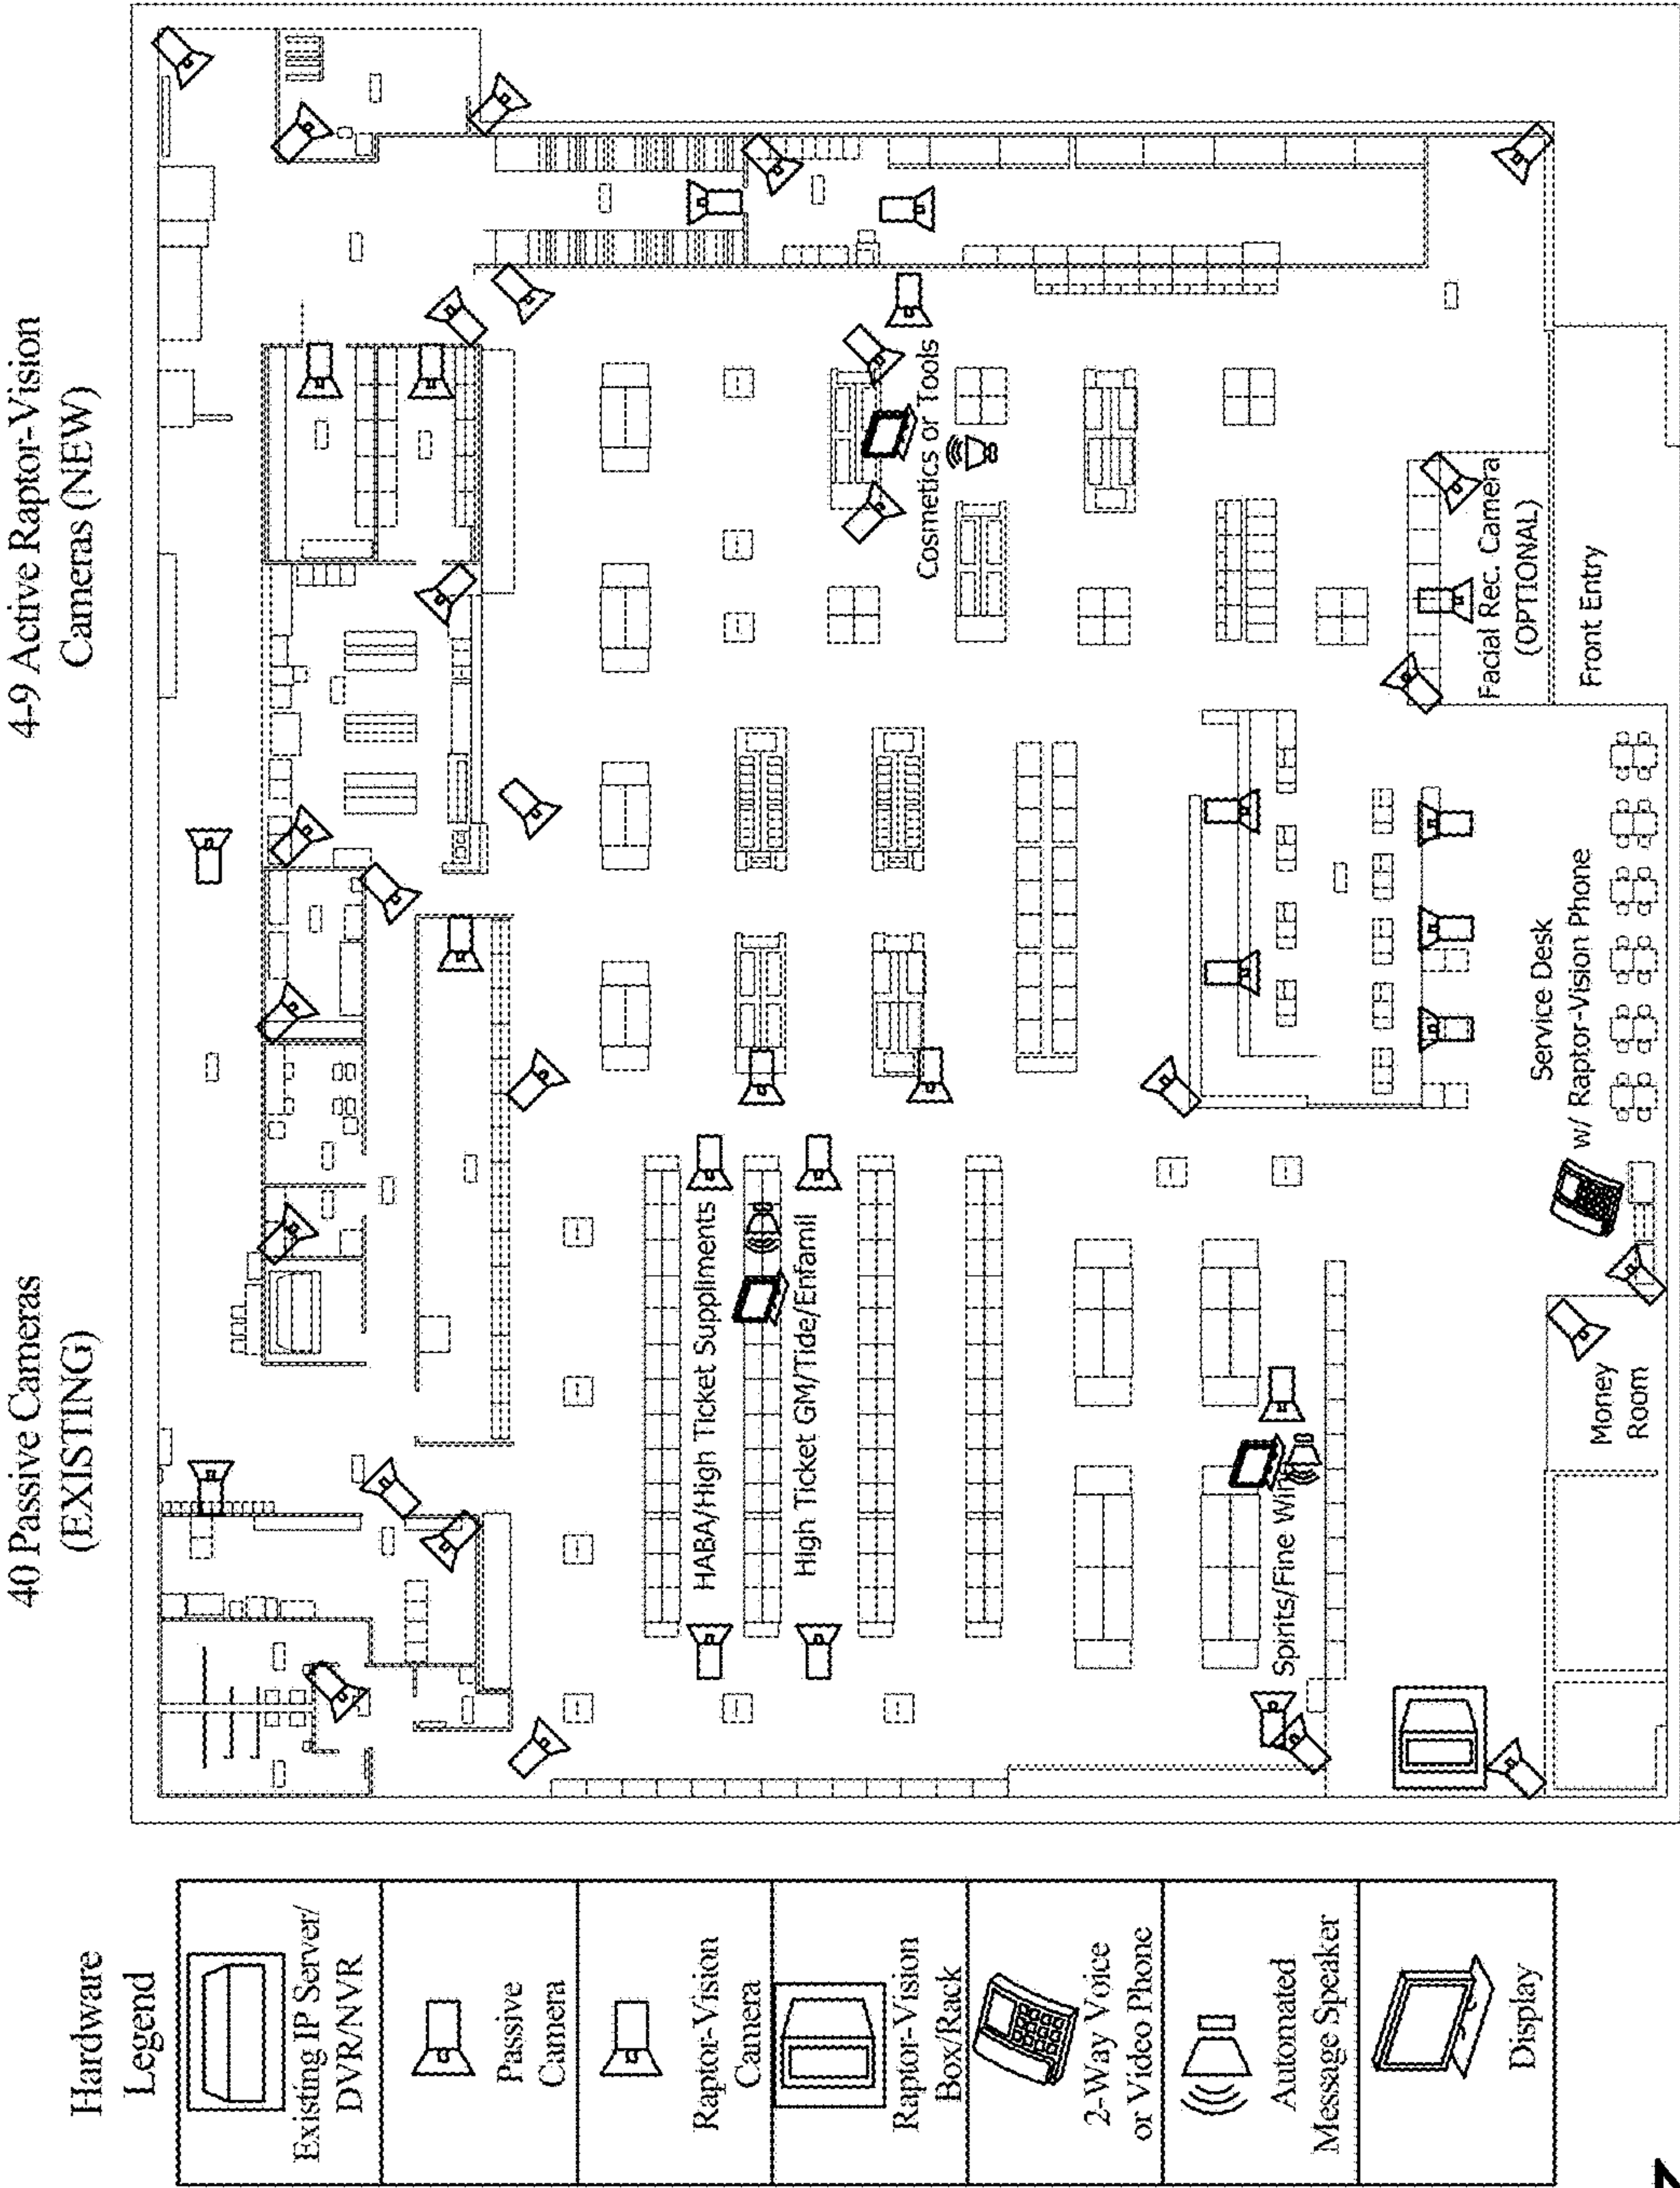 40 Passive Cameras
(EXISTING)
4-9 Active Raptor-Vision
Cameras (NEW)
Hardware
Legend
Existing IP Server/
DVR/NVR
Passive
Camera
Raptor-Vision
Camera
Raptor-Vision
Box/Rack
2-Way Voice
or Video Phone
Automated
Message Speaker
Display
HABA/High Ticket Suppliments
High Ticket GM/Tide/Enfamil
Spirits/Fine
Cosmetics or Tools
Facial Rec. Camera
(OPTIONAL)
Front Entry
Service Desk
w/ Raptor-Vision Phone
Money
Room